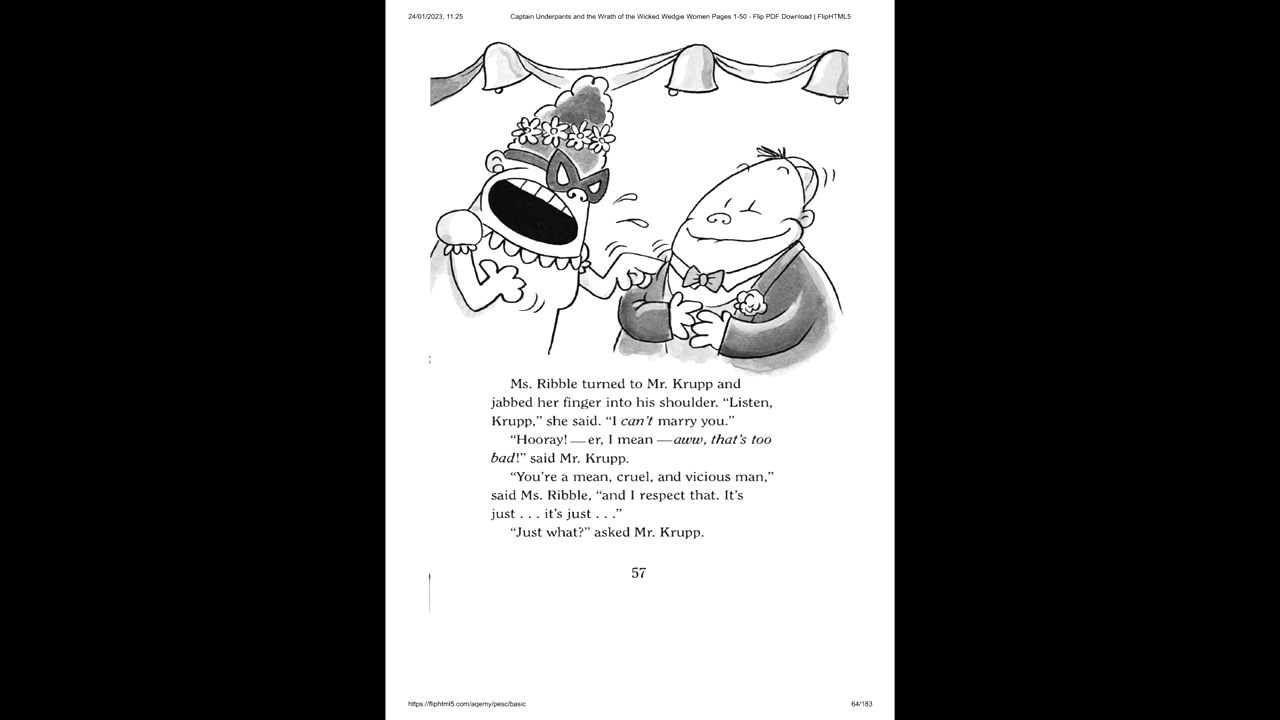 24/01/2023, 11:25 Captain Underpants and the Wrath of the Wicked Wedgie Women Pages 1-50 - Flip PDF Download | FlipHTML5
Ms. Ribble turned to Mr. Krupp and
jabbed her finger into his shoulder. “Listen,
Krupp,” she said. “I can’t marry you.”
“Hooray! — er, I mean — aww, that’s too
bad!” said Mr. Krupp.
“You’re a mean, cruel, and vicious man,”
said Ms. Ribble, “and I respect that. It’s
just . . . it’s just . . .”
“Just what?” asked Mr. Krupp.
57
https://fliphtml5.com/aqemy/pesc/basic 64/183